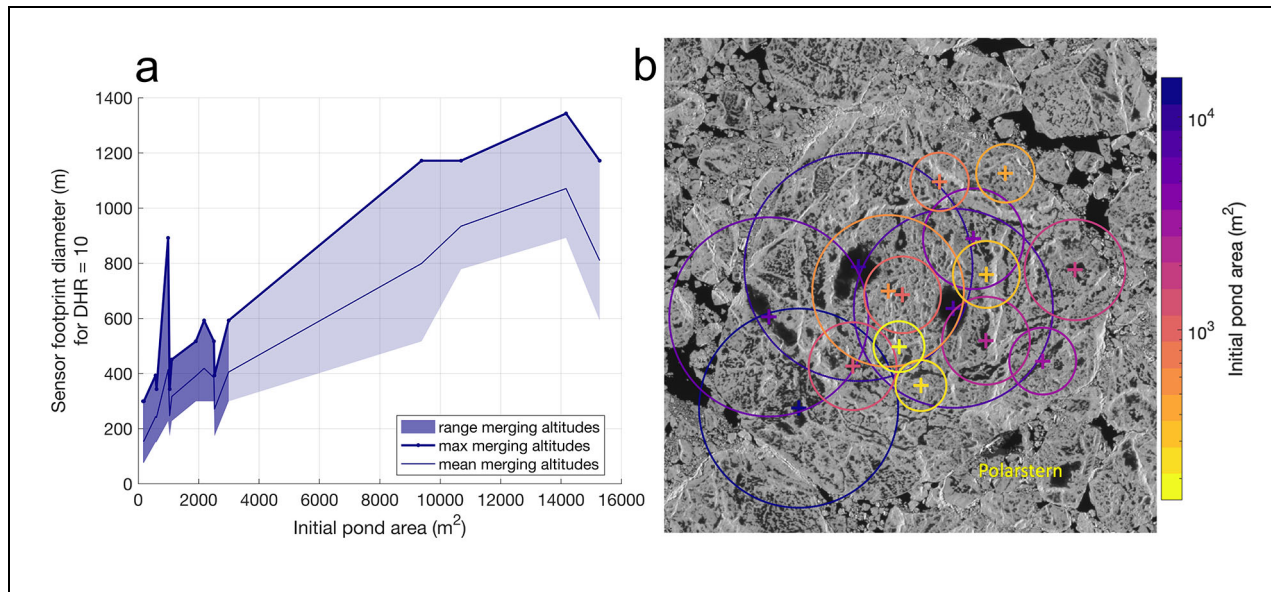 a
1400
1200
1000
800
600
400
200
0
Sensor footprint diameter (m)
for DHR = 10
range merging altitudes
max merging altitudes
mean merging altitudes
0 2000 4000 6000 8000 10000 12000 14000 16000
Initial pond area (m²)
b
Polarstern
10⁴
10³
Initial pond area (m²)